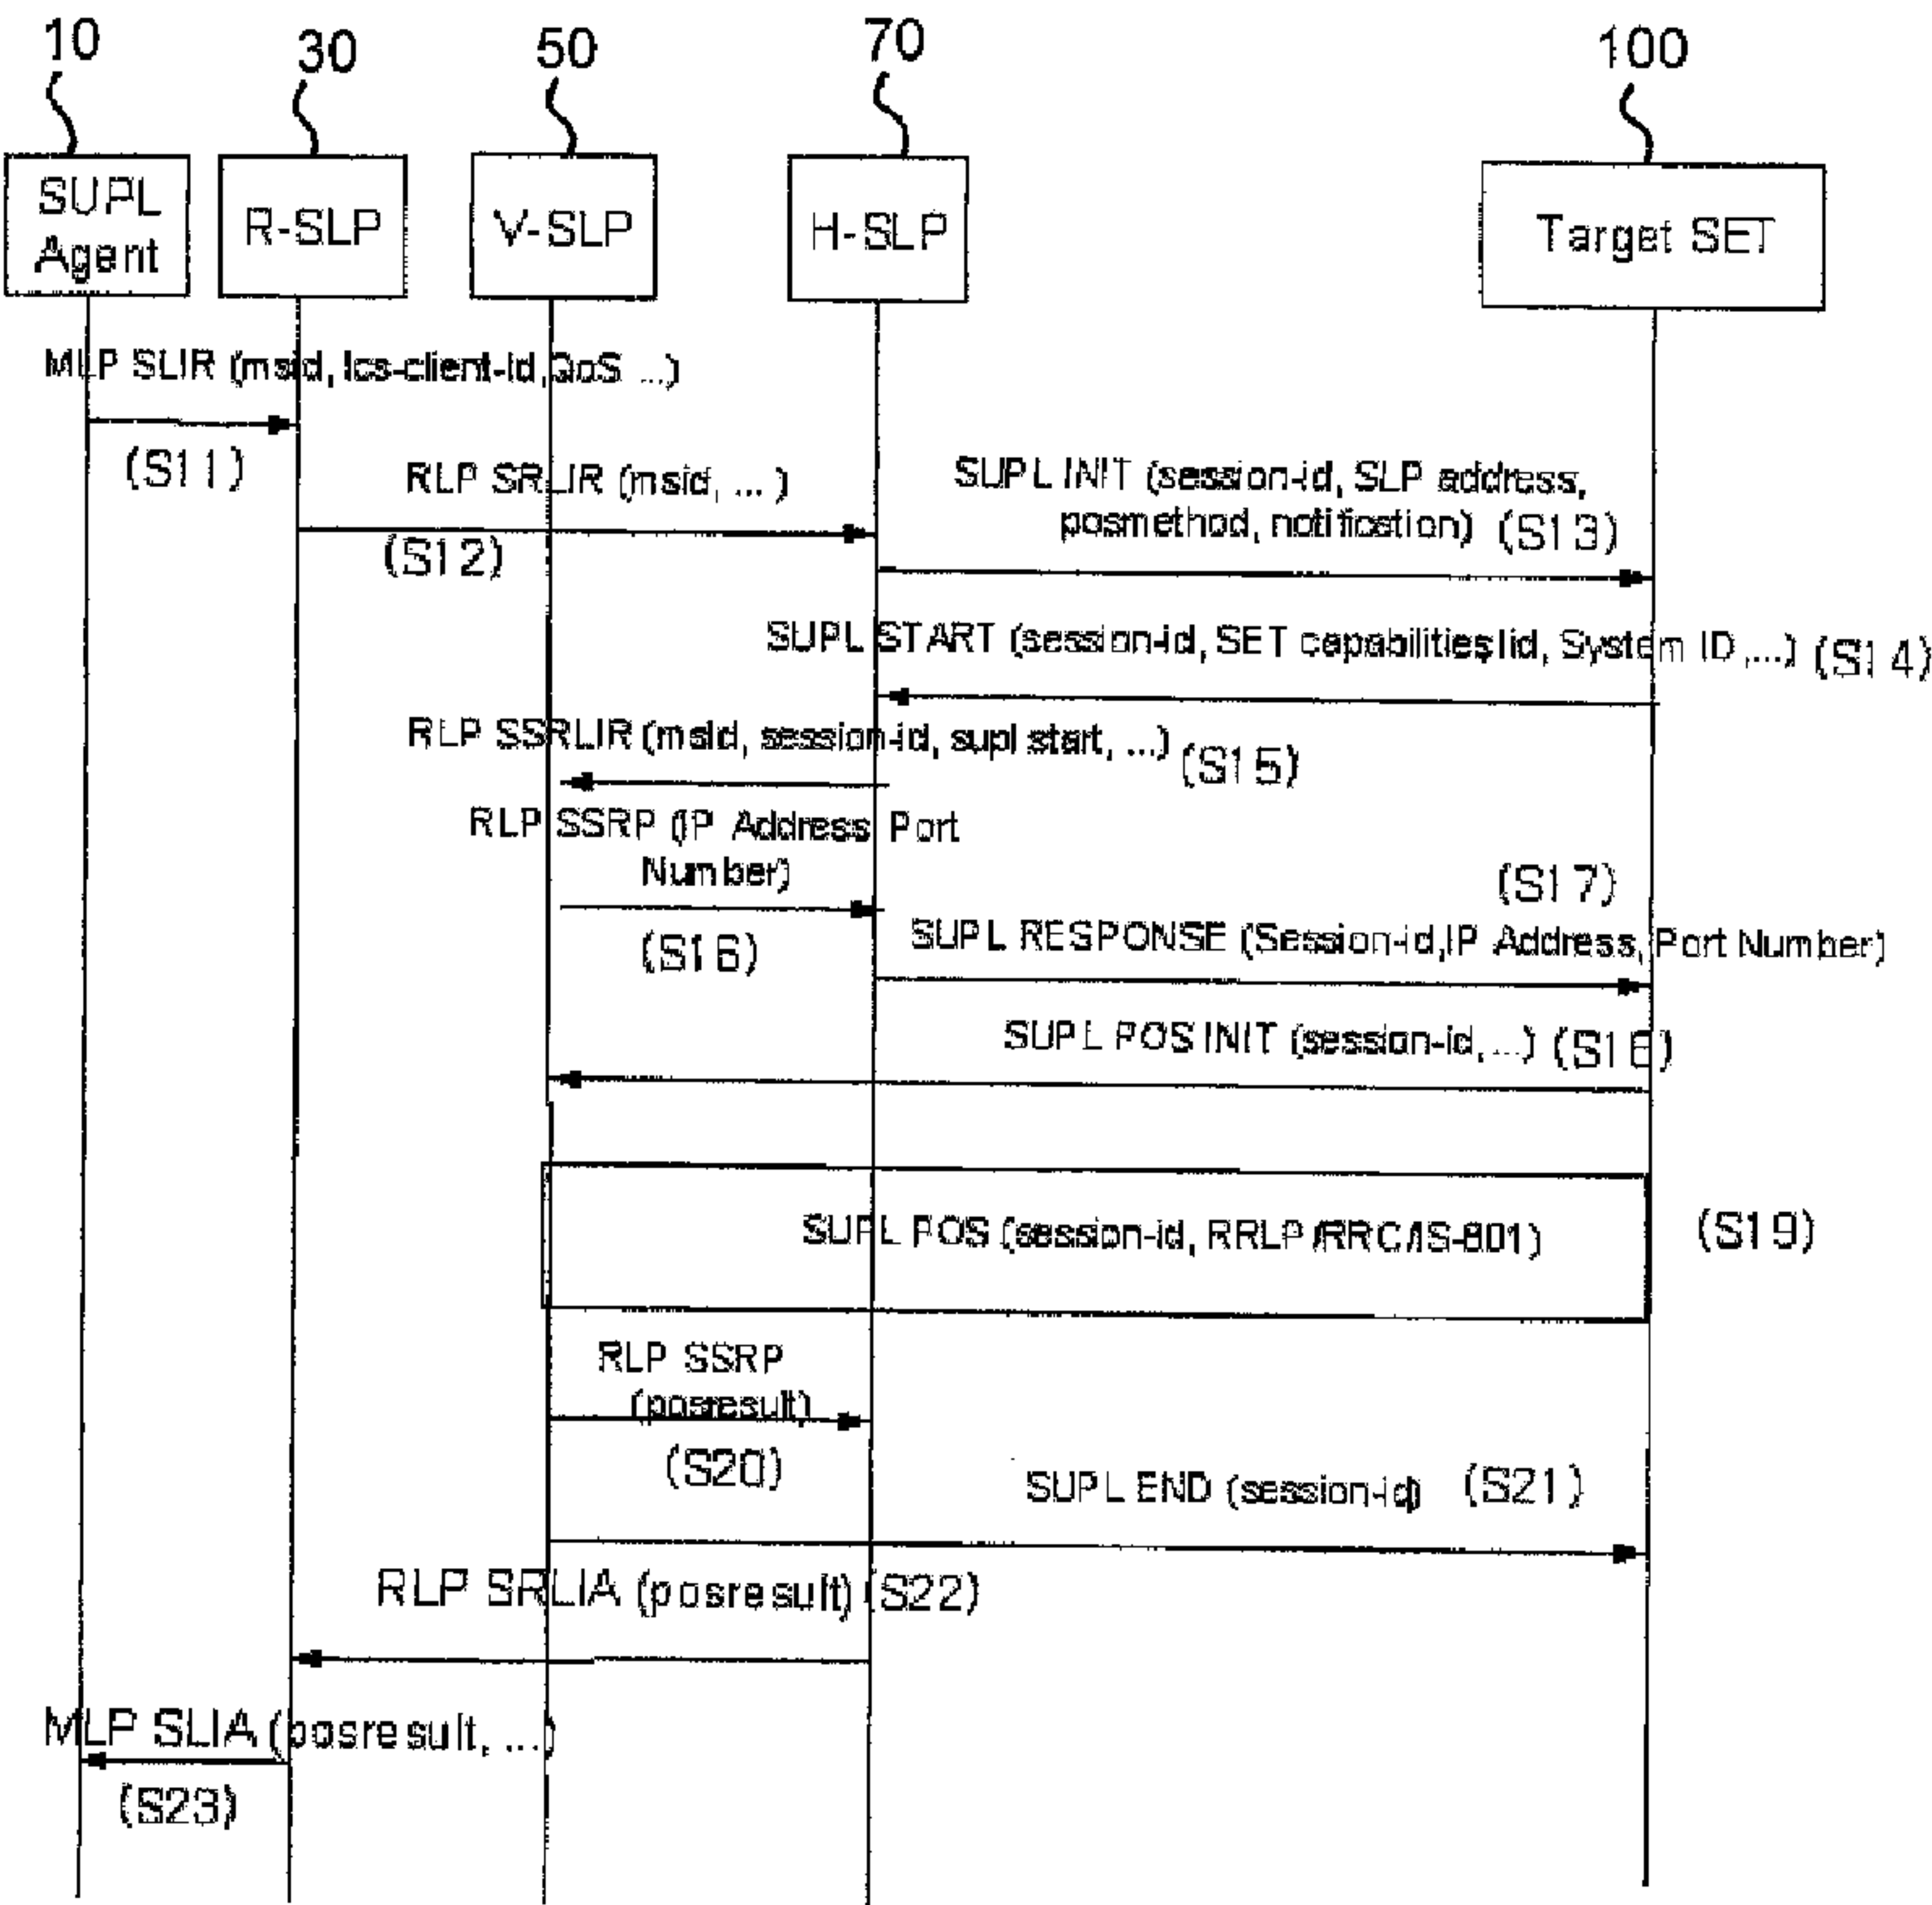 10
30
50
70
100
SUPL
Agent
R-SLP
V-SLP
H-SLP
Target SET
MLP SLIR (msid, lcs-client-id,QoS ...)
(S11)
RLP SRLIR (msid, ... )
(S12)
SUPL INIT (session-id, SLP address,
posmethod, notification) (S13)
SUPL START (session-id, SET capabilities lid, System ID ,...) (S14)
RLP SSRLIR (msid, session-id, supl start, ...) (S15)
RLP SSRP (IP Address Port
Number)
(S16)
(S17)
SUPL RESPONSE (Session-id,IP Address, Port Number)
SUPL POS INIT (session-id, ...)
SUPL POS (session-id, RRLP/RRC/IS-801)
(S19)
RLP SSRP
(posresult)
(S20)
SUPL END (session-id) (S21)
RLP SRLIA (posresult) (S22)
MLP SLIA (posresult, ...)
(S23)